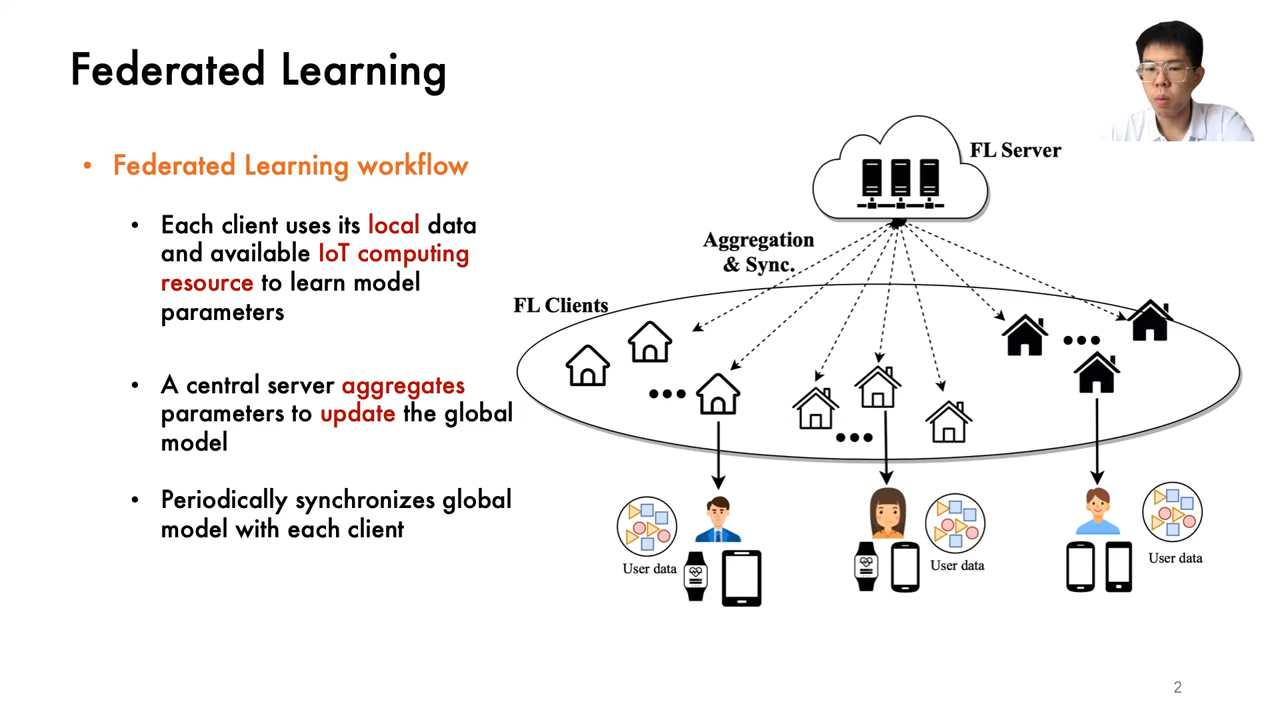 Federated Learning
• Federated Learning workflow
• Each client uses its local data
and available IoT computing
resource to learn model
parameters
• A central server aggregates
parameters to update the global
model
• Periodically synchronizes global
model with each client
FL Server
Aggregation
& Sync.
FL Clients
User data
User data
User data
2